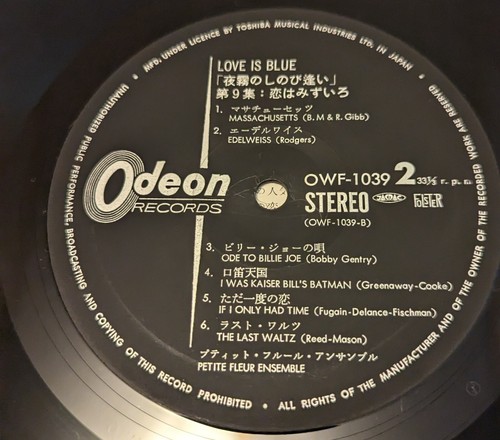 MFD. UNDER LICENCE BY TOSHIBA MUSICAL INDUSTRIES LTD. IN JAPAN
LOVE IS BLUE
「夜霧のしのび逢い」
第9集：恋はみずいろ
1. マサチューセッツ
MASSACHUSETTS (B. M & R. Gibb)
2. エーデルワイス
EDELWEISS (Rodgers)
Odeon
RECORDS
OWF-1039 2 33⅓ r. p. m.
STEREO
(OWF-1039-B)
JASRAC
POLSTER
3. ビリー・ジョーの唄
ODE TO BILLIE JOE (Bobby Gentry)
4. 口笛天国
I WAS KAISER BILL'S BATMAN (Greenaway-Cooke)
5. ただ一度の恋
IF I ONLY HAD TIME (Fugain-Delance-Fischman)
6. ラスト・ワルツ
THE LAST WALTZ (Reed-Mason)
プティット・フルール・アンサンブル
PETITE FLEUR ENSEMBLE
UNAUTHORIZED PUBLIC PERFORMANCE, BROADCASTING AND COPYING OF THIS RECORD PROHIBITED • ALL RIGHTS OF THE MANUFACTURER AND OF THE OWNER OF THE RECORDED WORK ARE RESERVED